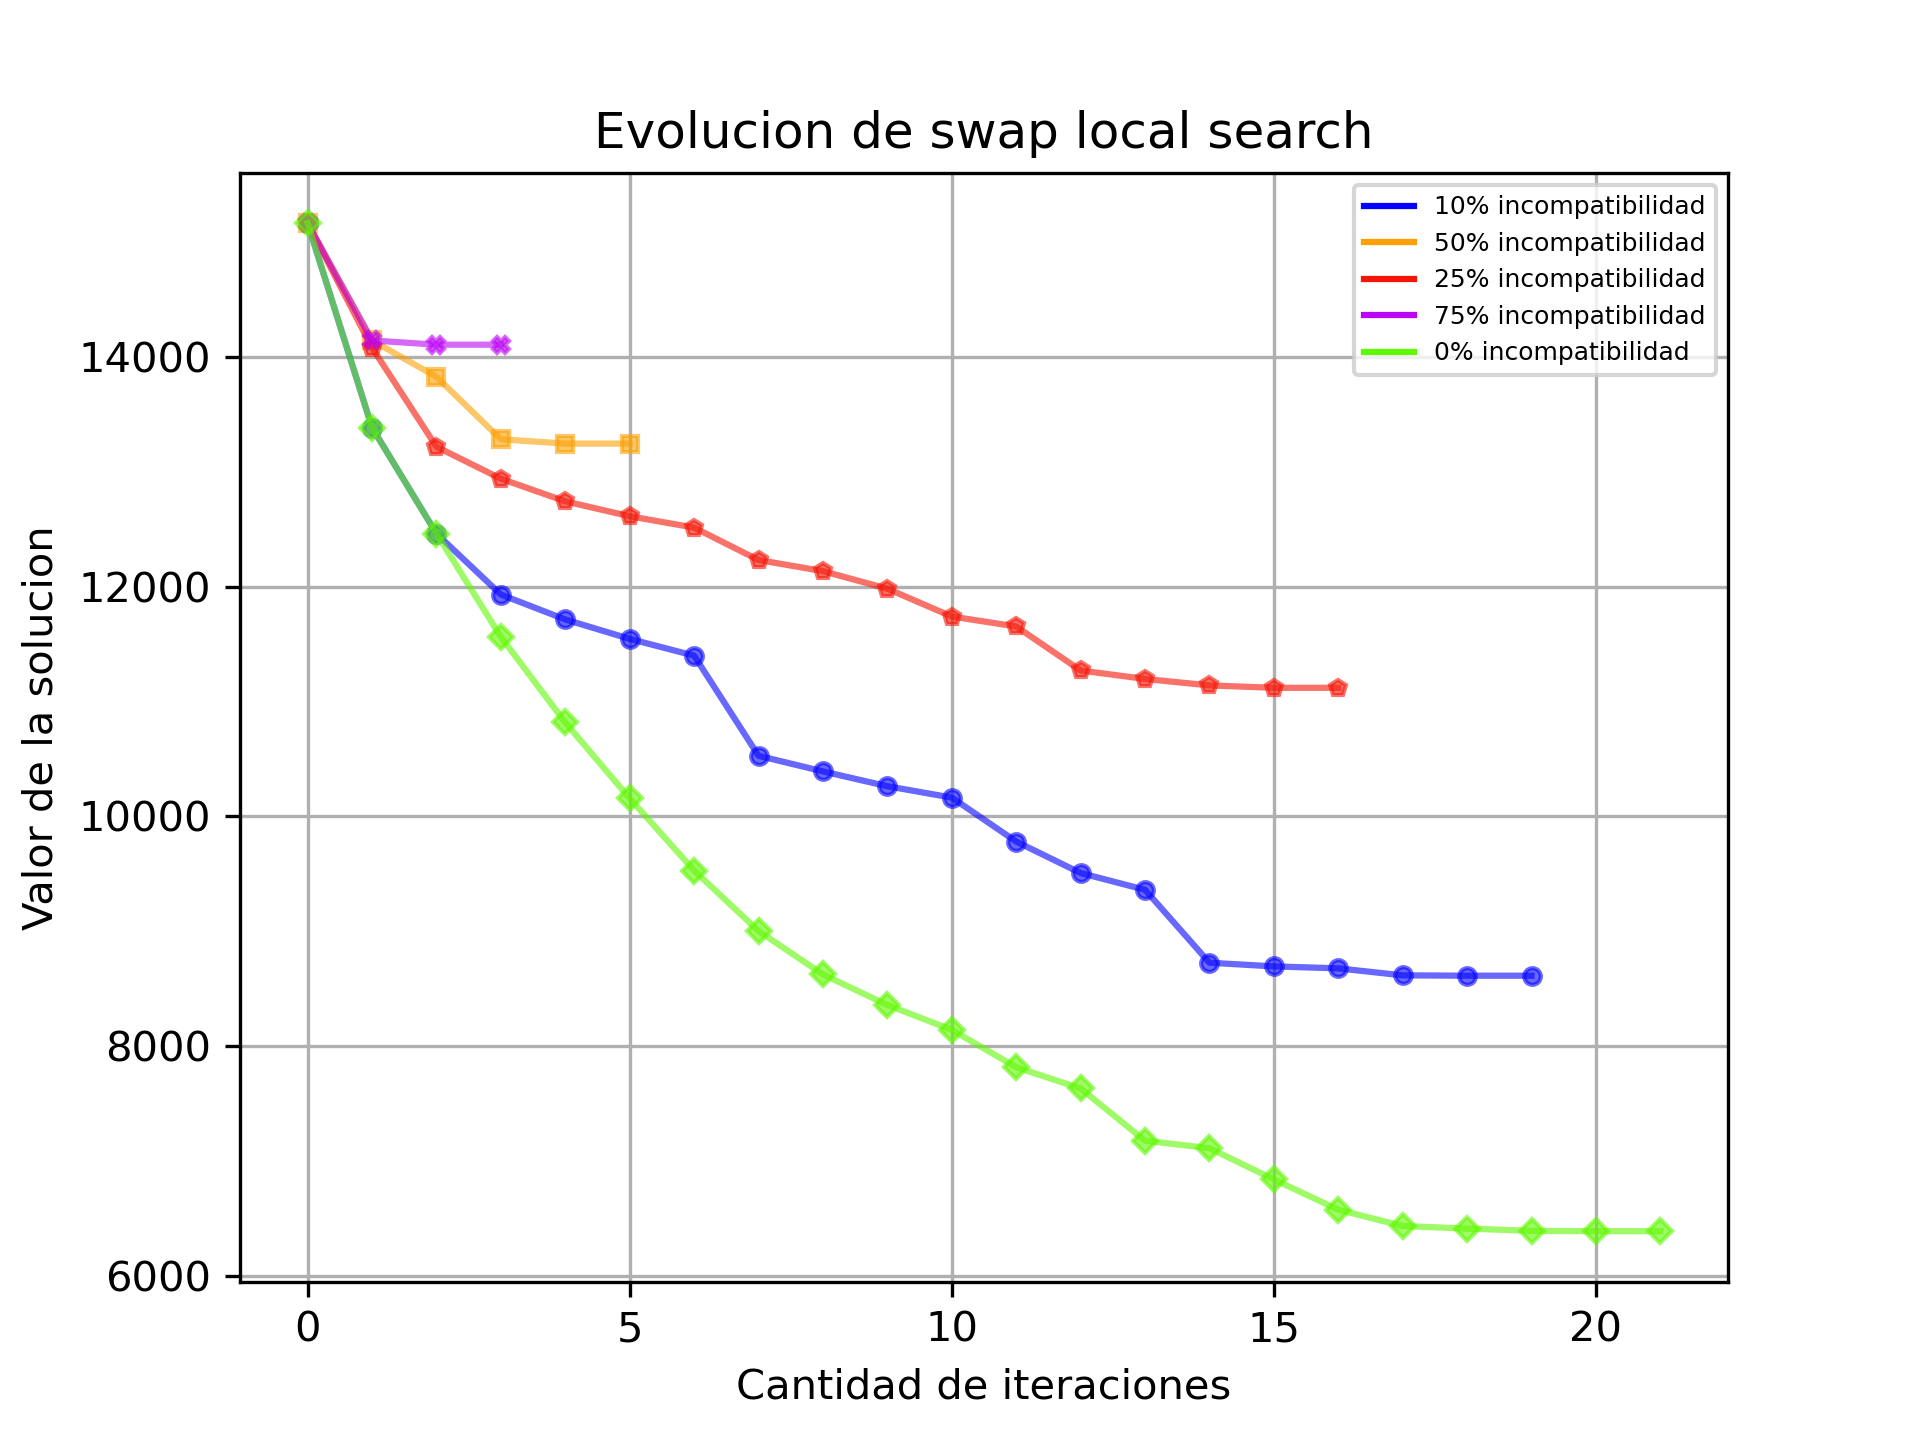 Evolucion de swap local search
10% incompatibilidad
50% incompatibilidad
25% incompatibilidad
75% incompatibilidad
0% incompatibilidad
Valor de la solucion
14000
12000
10000
8000
6000
0 5 10 15 20
Cantidad de iteraciones